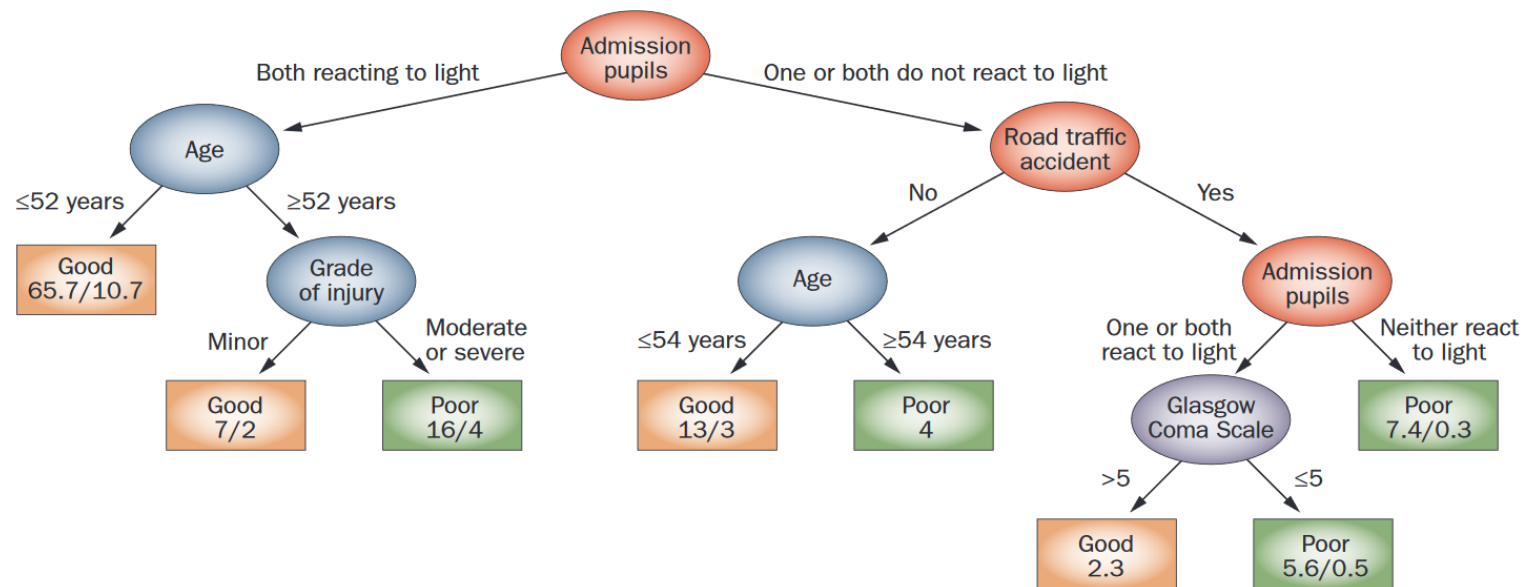 Admission
pupils
Both reacting to light
One or both do not react to light
Age
Road traffic
accident
≤52 years
≥52 years
No
Yes
Good
65.7/10.7
Grade
of injury
Age
Admission
pupils
Minor
Moderate
or severe
≤54 years
≥54 years
One or both
react to light
Neither react
to light
Good
7/2
Poor
16/4
Good
13/3
Poor
4
Glasgow
Coma Scale
Poor
7.4/0.3
>5
≤5
Good
2.3
Poor
5.6/0.5